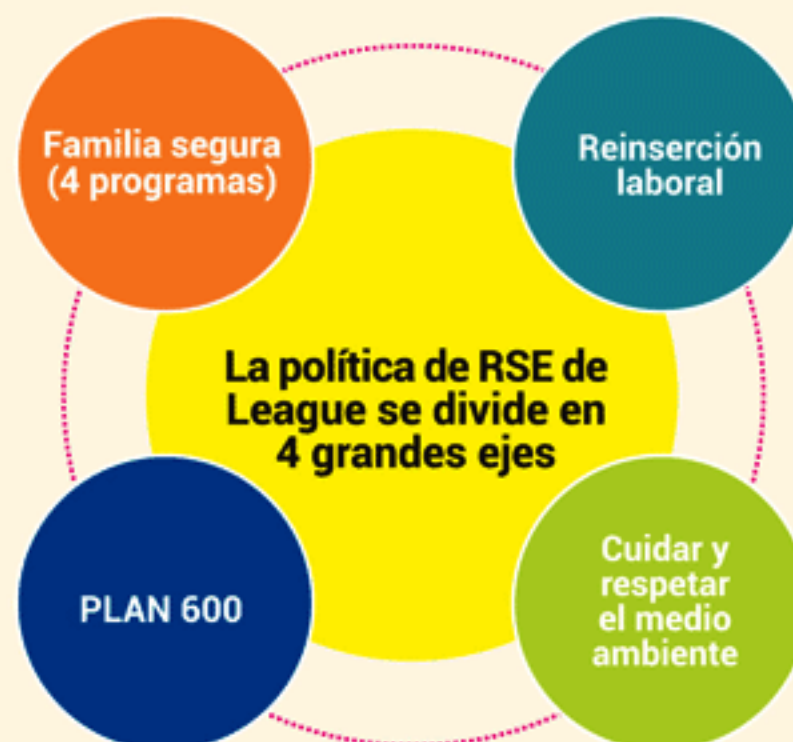 Familia segura
(4 programas)
Reinserción
laboral
La política de RSE de
League se divide en
4 grandes ejes
PLAN 600
Cuidar y
respetar
el medio
ambiente